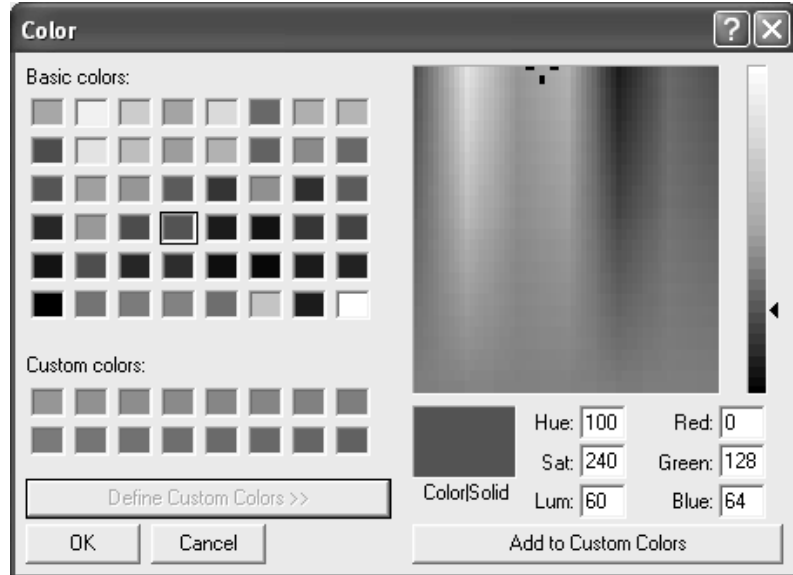 Color
Basic colors:
Custom colors:
Define Custom Colors >>
OK Cancel
Color|Solid
Hue: 100 Red: 0
Sat: 240 Green: 128
Lum: 60 Blue: 64
Add to Custom Colors